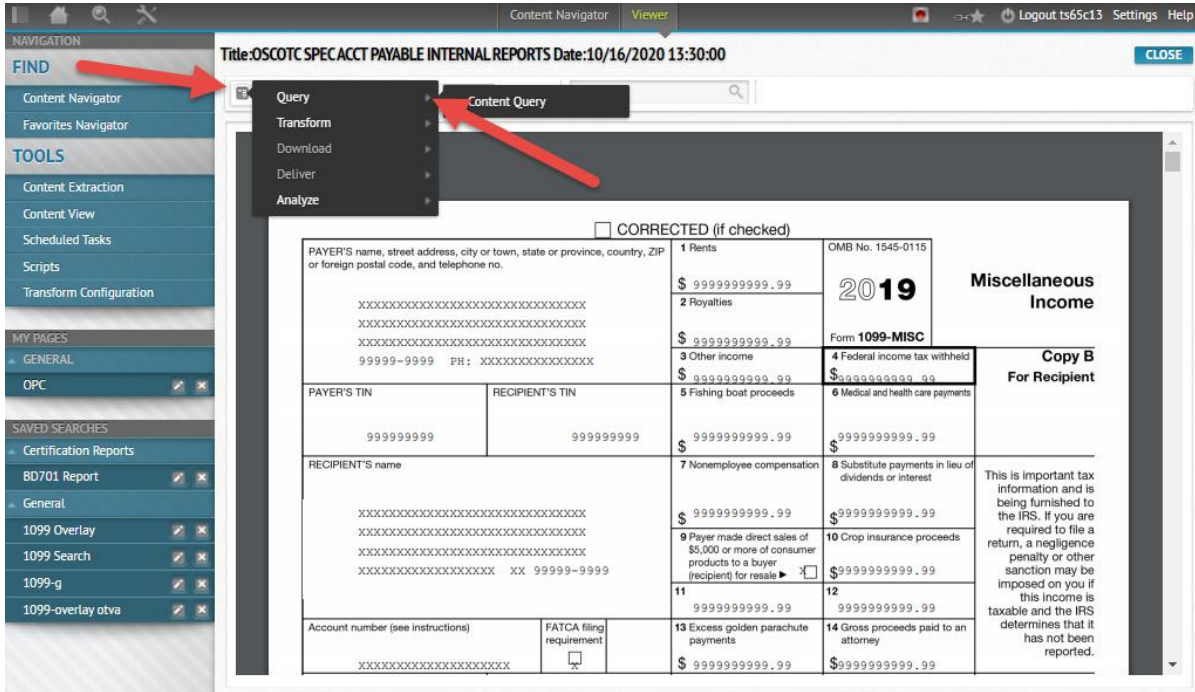 Content Navigator Viewer Logout ts65c13 Settings Help
NAVIGATION
FIND
Content Navigator
Favorites Navigator
TOOLS
Content Extraction
Content View
Scheduled Tasks
Scripts
Transform Configuration
MY PAGES
GENERAL
OPC
SAVED SEARCHES
Certification Reports
BD701 Report
General
1099 Overlay
1099 Search
1099-g
1099-overlay otva
Title:OSCOTC SPEC ACCT PAYABLE INTERNAL REPORTS Date:10/16/2020 13:30:00
CLOSE
Query
Content Query
Transform
Download
Deliver
Analyze
CORRECTED (if checked)
PAYER'S name, street address, city or town, state or province, country, ZIP
or foreign postal code, and telephone no.
XXXXXXXXXXXXXXXXXXXXXXXXXXXXXX
XXXXXXXXXXXXXXXXXXXXXXXXXXXXXX
XXXXXXXXXXXXXXXXXXXXXXXXXXXXXX
99999-9999 PH: XXXXXXXXXXXXXXX
1 Rents
$ 9999999999.99
2 Royalties
$ 9999999999.99
OMB No. 1545-0115
2019
Form 1099-MISC
Miscellaneous
Income
3 Other income
$ 9999999999.99
4 Federal income tax withheld
$9999999999.99
Copy B
For Recipient
PAYER'S TIN
999999999
RECIPIENT'S TIN
999999999
5 Fishing boat proceeds
$ 9999999999.99
6 Medical and health care payments
$9999999999.99
RECIPIENT'S name
XXXXXXXXXXXXXXXXXXXXXXXXXXXXXX
XXXXXXXXXXXXXXXXXXXXXXXXXXXXXX
XXXXXXXXXXXXXXXXXXXXXXXXXXXXXX
XXXXXXXXXXXXXXXXXX XX 99999-9999
7 Nonemployee compensation
$ 9999999999.99
8 Substitute payments in lieu of
dividends or interest
$9999999999.99
9 Payer made direct sales of
$5,000 or more of consumer
products to a buyer
(recipient) for resale ▶ X
10 Crop insurance proceeds
$9999999999.99
11
9999999999.99
12
9999999999.99
This is important tax
information and is
being furnished to
the IRS. If you are
required to file a
return, a negligence
penalty or other
sanction may be
imposed on you if
this income is
taxable and the IRS
determines that it
has not been
reported.
Account number (see instructions)
XXXXXXXXXXXXXXXXXXXX
FATCA filing
requirement
X
13 Excess golden parachute
payments
$ 9999999999.99
14 Gross proceeds paid to an
attorney
$9999999999.99